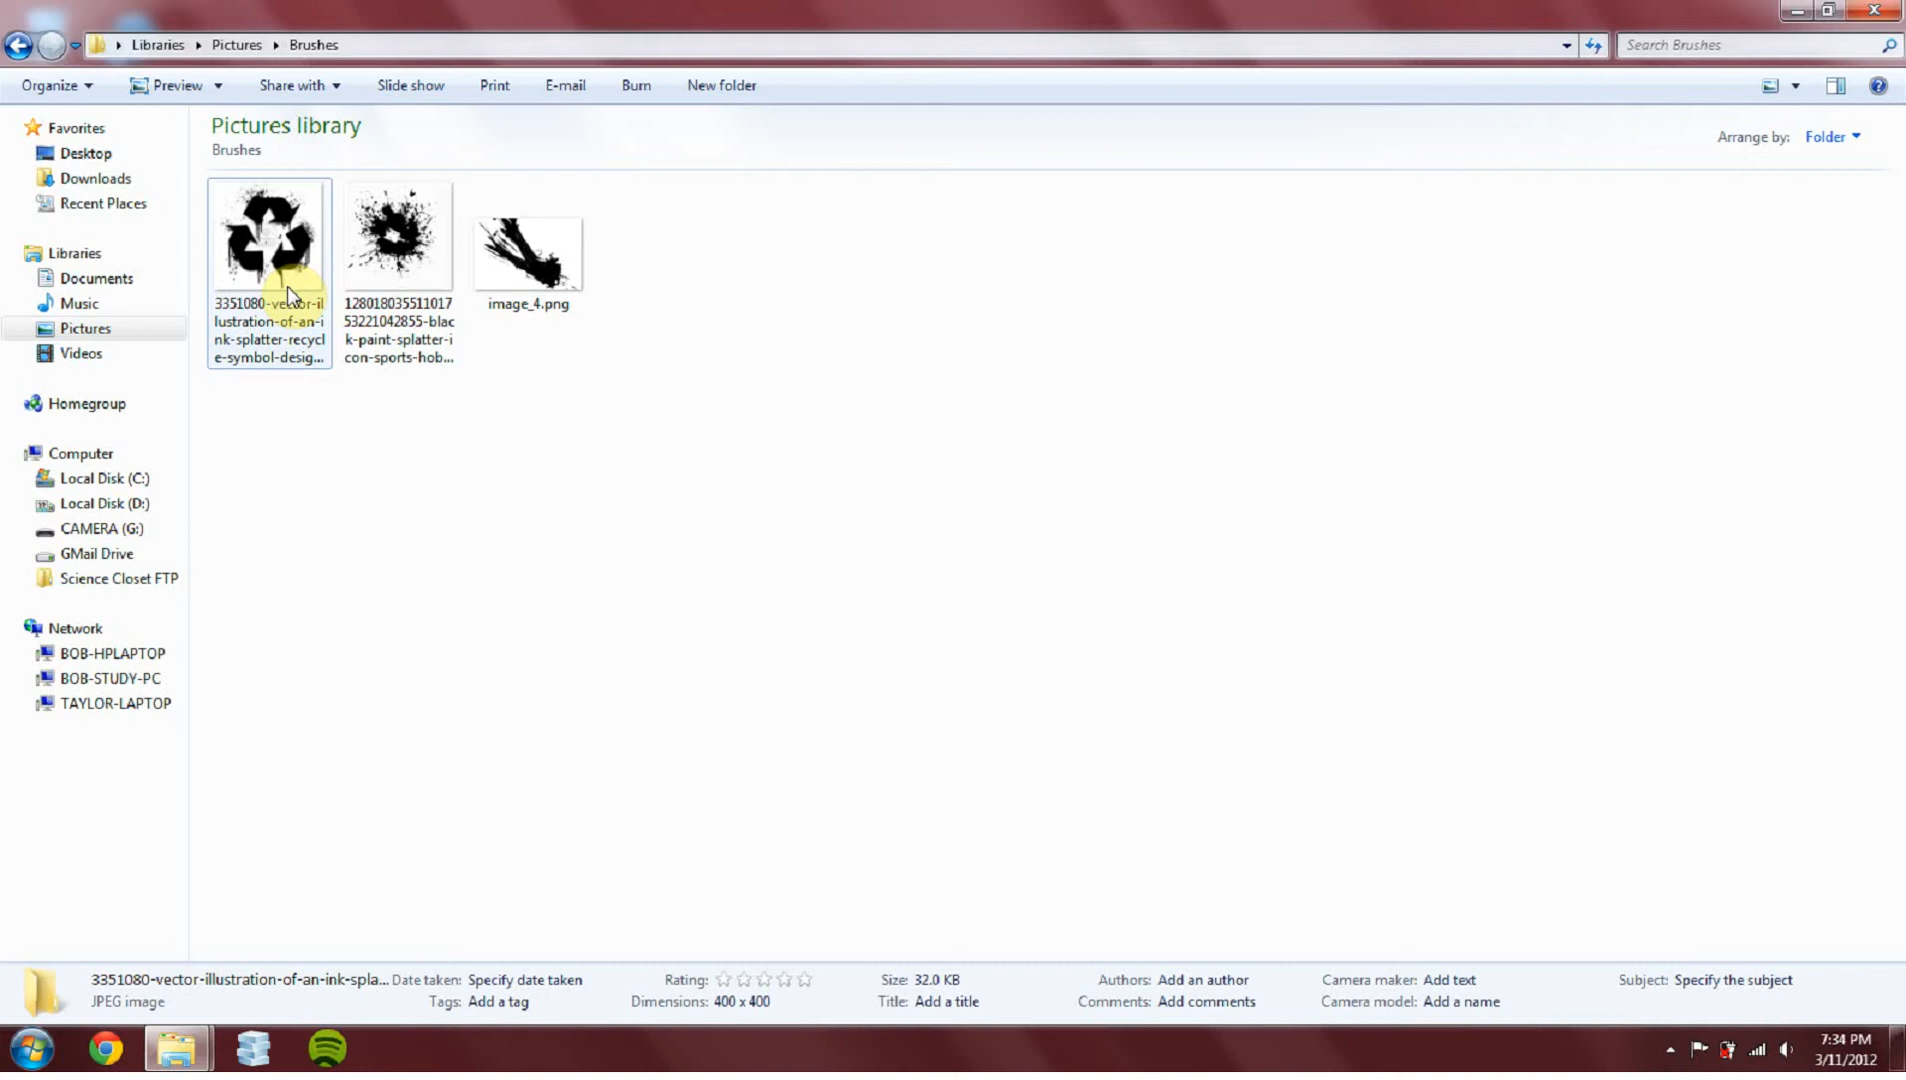 Libraries Pictures Brushes
Search Brushes
Organize Preview Share with Slide show Print E-mail Burn New folder
Favorites
Desktop
Downloads
Recent Places
Libraries
Documents
Music
Pictures
Videos
Homegroup
Computer
Local Disk (C:)
Local Disk (D:)
CAMERA (G:)
GMail Drive
Science Closet FTP
Network
BOB-HPLAPTOP
BOB-STUDY-PC
TAYLOR-LAPTOP
Pictures library
Brushes
Arrange by: Folder
3351080-vector-il
lustration-of-an-i
nk-splatter-recycl
e-symbol-desig...
128018035511017
53221042855-blac
k-paint-splatter-i
con-sports-hob...
image_4.png
3351080-vector-illustration-of-an-ink-spla... Date taken: Specify date taken Rating: Size: 32.0 KB Authors: Add an author Camera maker: Add text Subject: Specify the subject
JPEG image Tags: Add a tag Dimensions: 400 x 400 Title: Add a title Comments: Add comments Camera model: Add a name
7:34 PM
3/11/2012